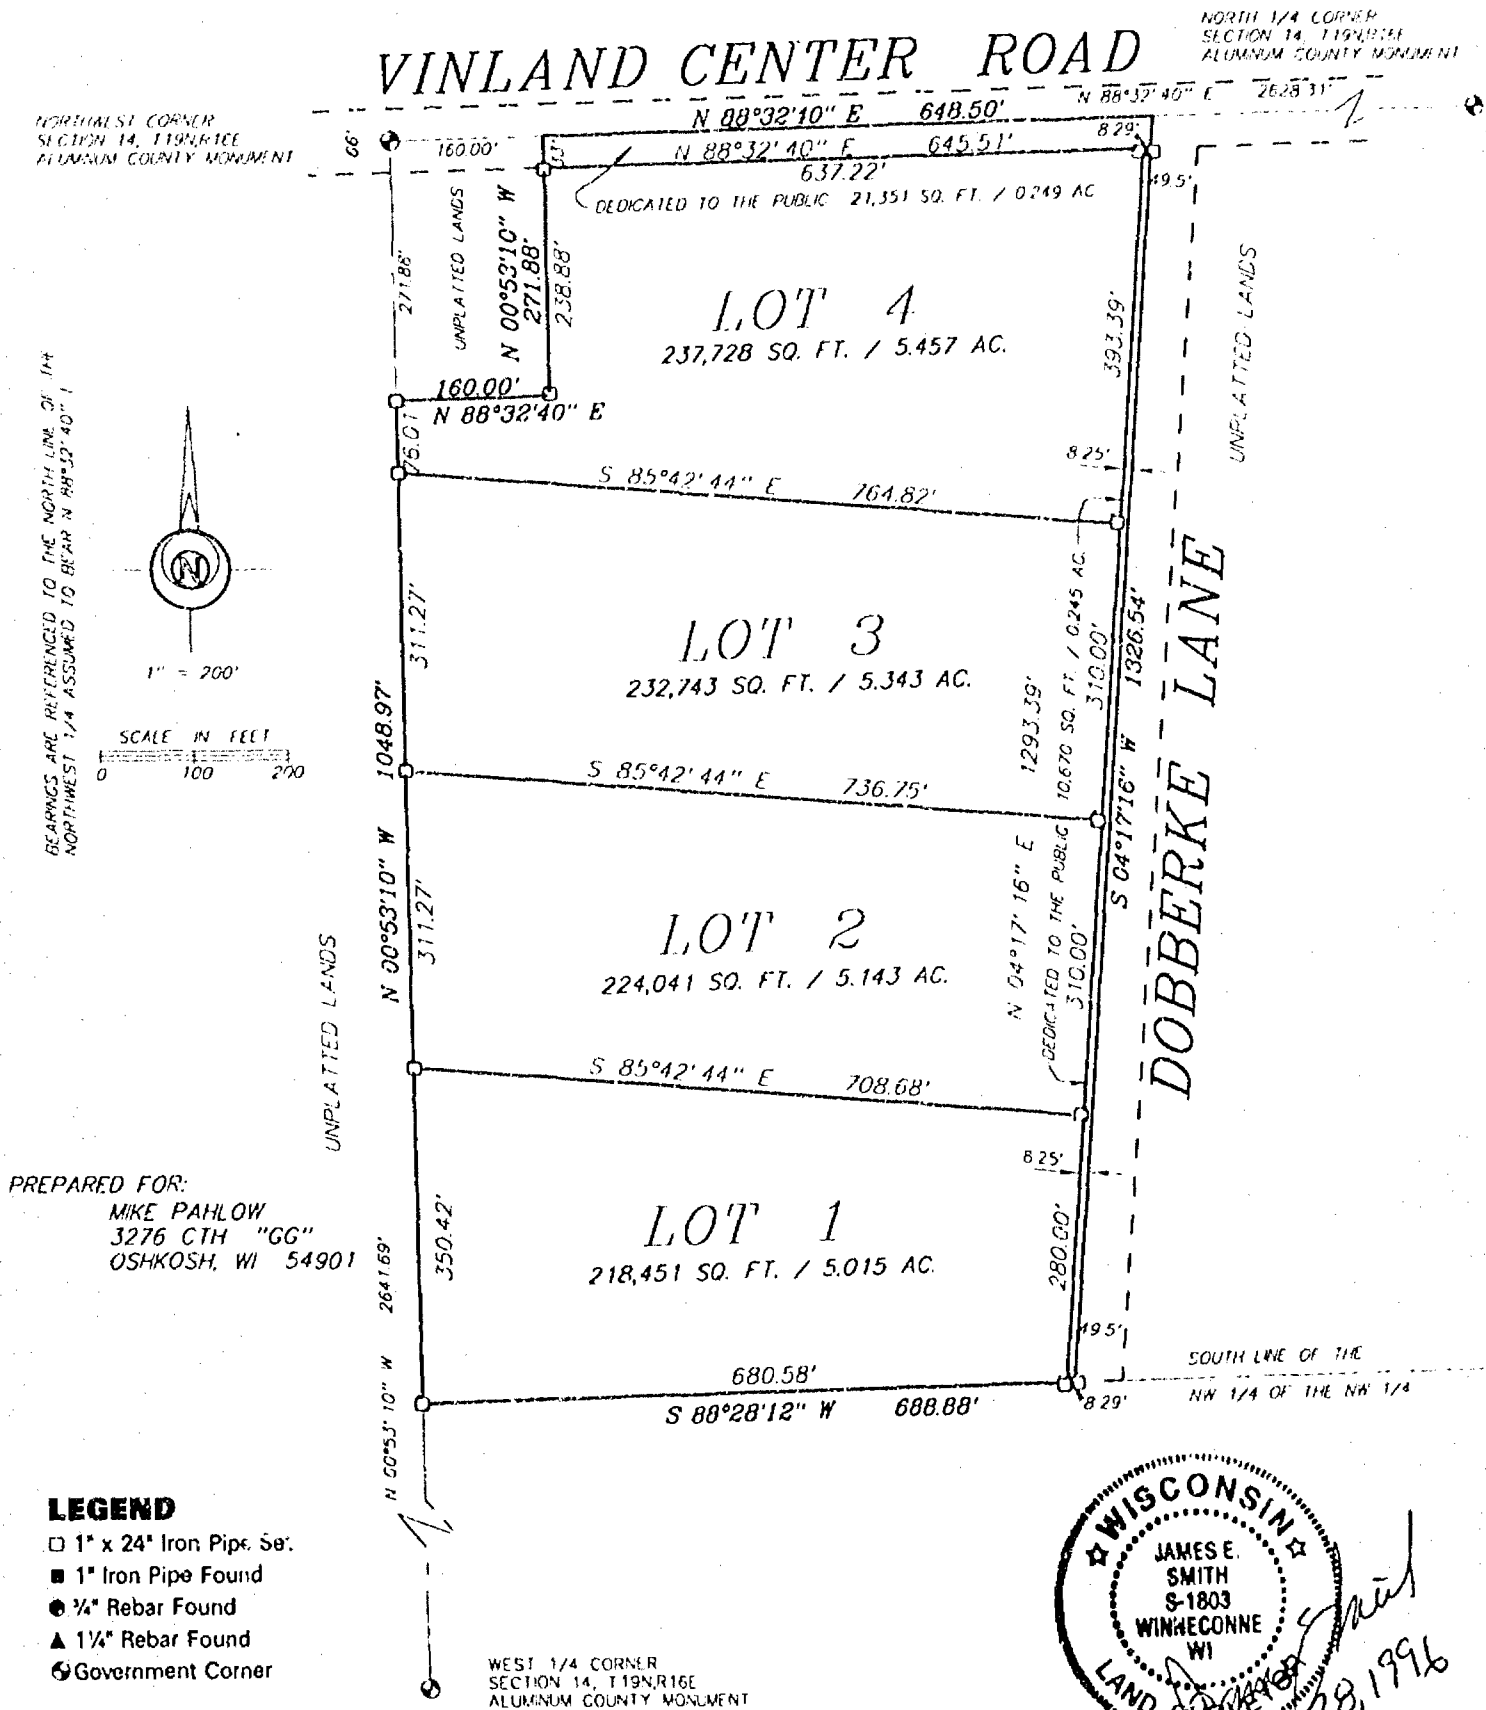 NORTH 1/4 CORNER
SECTION 14, T19N,R16E
ALUMINUM COUNTY MONUMENT
VINLAND CENTER ROAD
N 88°32'40" E 2628.31'
NORTHWEST CORNER
SECTION 14, T19N,R16E
ALUMINUM COUNTY MONUMENT
66'
160.00'
33'
N 88°32'10" E 648.50'
8.29'
N 88°32'40" E 645.51'
637.22'
49.5'
DEDICATED TO THE PUBLIC 21,351 SQ. FT. / 0.249 AC
271.88'
UNPLATTED LANDS
N 00°53'10" W
271.88'
238.88'
LOT 4
237,728 SQ. FT. / 5.457 AC.
393.39'
UNPLATTED LANDS
160.00'
N 88°32'40" E
76.01'
8.25'
S 85°42'44" E 764.82'
BEARINGS ARE REFERENCED TO THE NORTH LINE OF THE
NORTHWEST 1/4 ASSUMED TO BEAR N 88°32'40" E
N
1" = 200'
SCALE IN FEET
0 100 200
311.27'
LOT 3
232,743 SQ. FT. / 5.343 AC.
310.00'
1326.54'
S 04°17'16" W
DOBBERKE LANE
1048.97'
N 00°53'10" W
S 85°42'44" E 736.75'
1293.39'
N 04°17'16" E
DEDICATED TO THE PUBLIC 10,670 SQ. FT. / 0.245 AC.
311.27'
LOT 2
224,041 SQ. FT. / 5.143 AC.
310.00'
UNPLATTED LANDS
S 85°42'44" E 708.68'
8.25'
PREPARED FOR:
MIKE PAHLOW
3276 CTH "GG"
OSHKOSH, WI 54901
350.42'
LOT 1
218,451 SQ. FT. / 5.015 AC.
280.00'
2641.69'
N 00°53'10" W
49.5'
680.58'
S 88°28'12" W 688.88'
8.29'
SOUTH LINE OF THE
NW 1/4 OF THE NW 1/4
LEGEND
1" x 24" Iron Pipe Set.
1" Iron Pipe Found
¾" Rebar Found
1¼" Rebar Found
Government Corner
WEST 1/4 CORNER
SECTION 14, T19N,R16E
ALUMINUM COUNTY MONUMENT
WISCONSIN
JAMES E.
SMITH
S-1803
WINNECONNE
WI
LAND
28, 1996